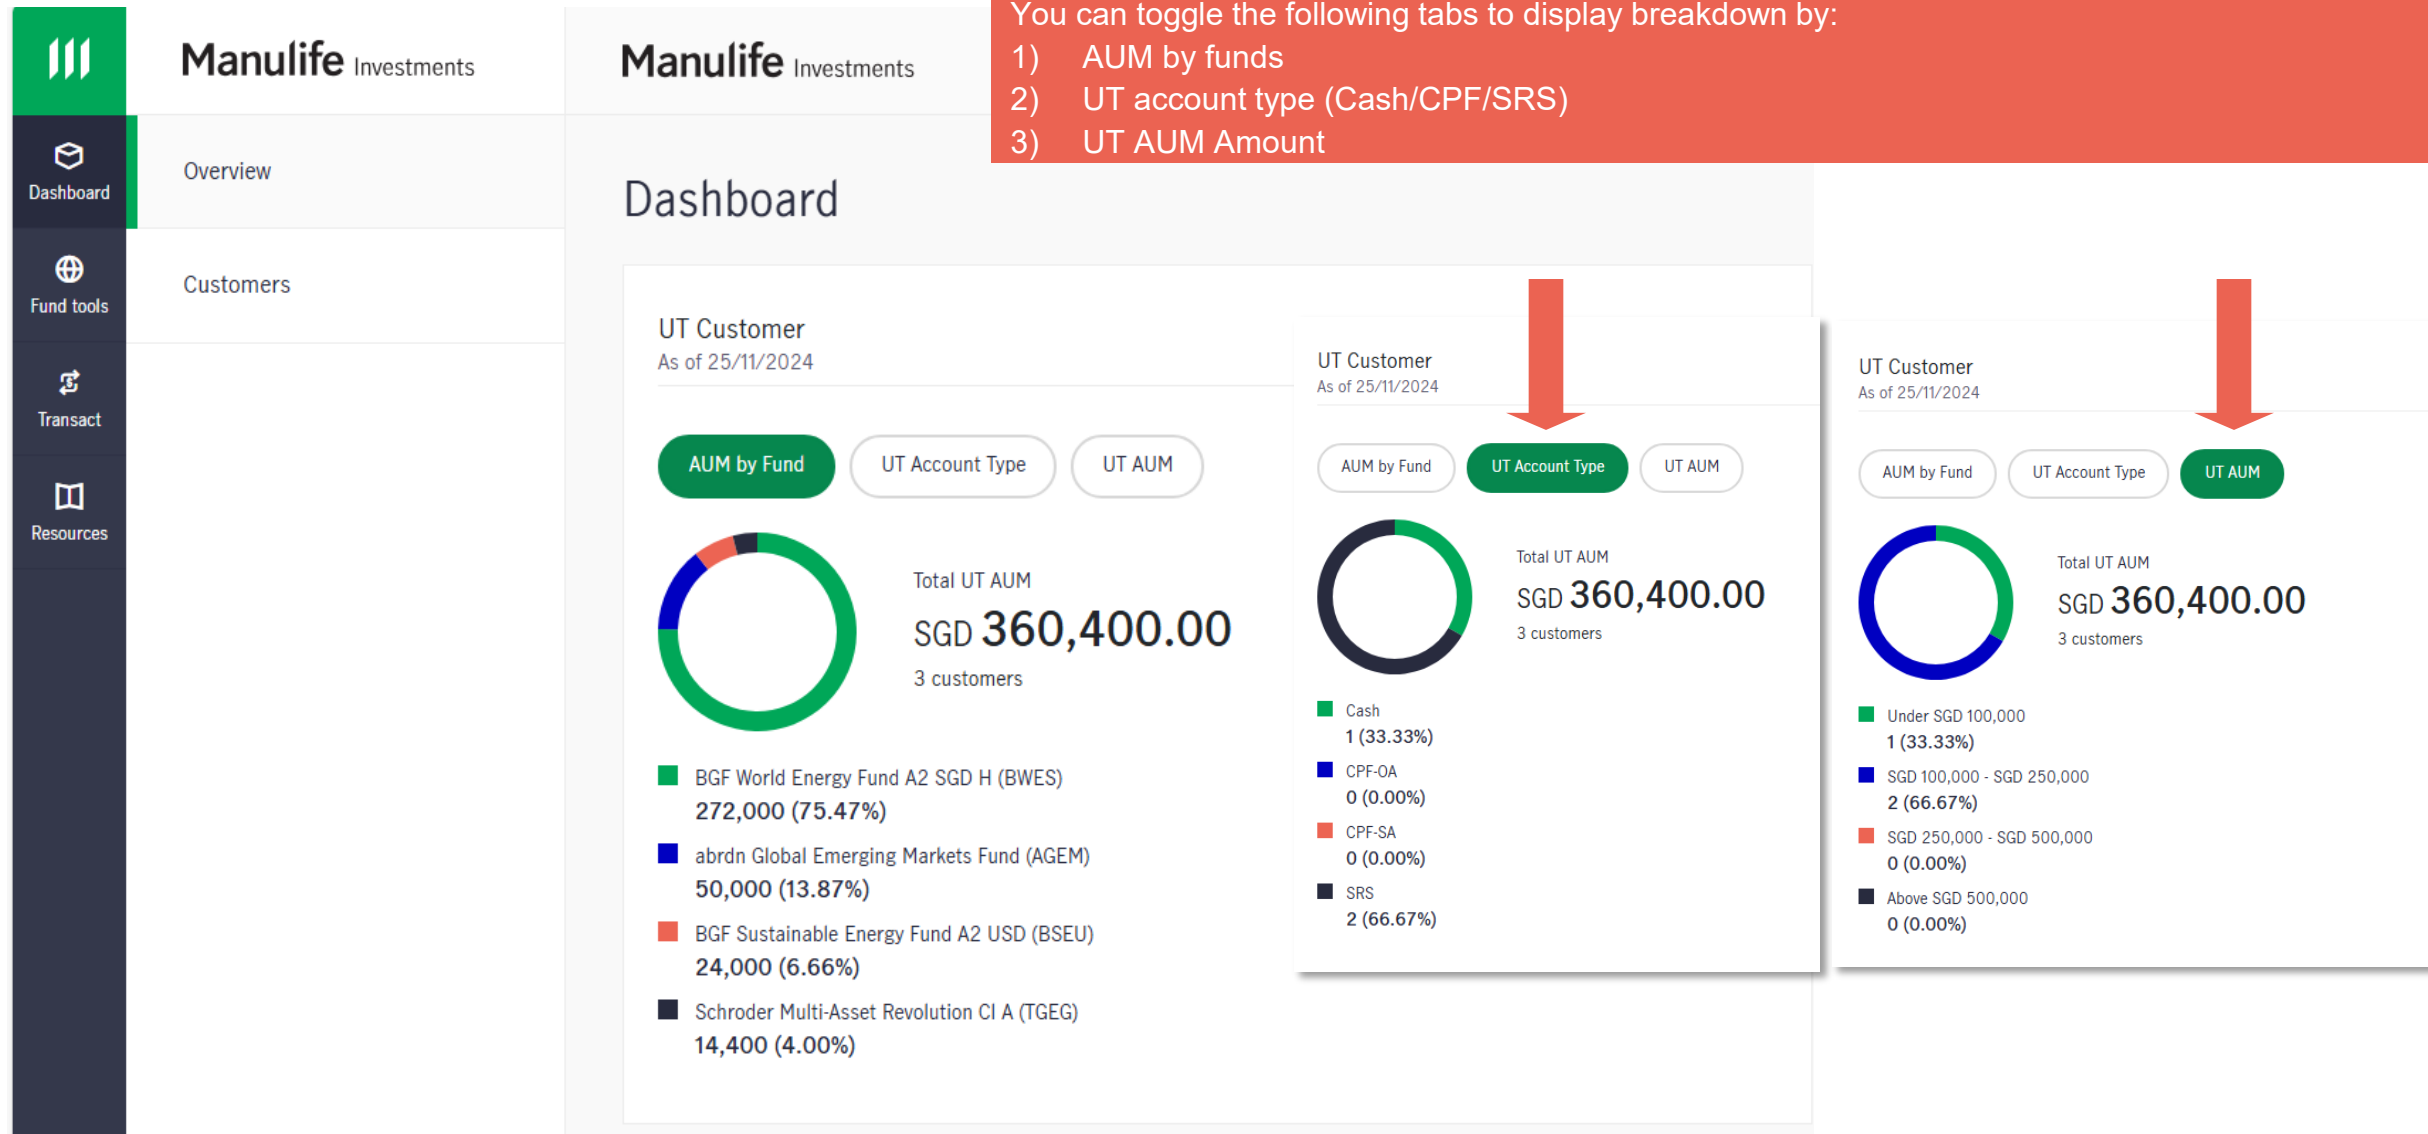 You can toggle the following tabs to display breakdown by:
1) AUM by funds
2) UT account type (Cash/CPF/SRS)
3) UT AUM Amount
Manulife Investments
Manulife Investments
Dashboard
Fund tools
Transact
Resources
Overview
Customers
Dashboard
UT Customer
As of 25/11/2024
AUM by Fund
UT Account Type
UT AUM
Total UT AUM
SGD 360,400.00
3 customers
BGF World Energy Fund A2 SGD H (BWES)
272,000 (75.47%)
abrdn Global Emerging Markets Fund (AGEM)
50,000 (13.87%)
BGF Sustainable Energy Fund A2 USD (BSEU)
24,000 (6.66%)
Schroder Multi-Asset Revolution Cl A (TGEG)
14,400 (4.00%)
UT Customer
As of 25/11/2024
AUM by Fund
UT Account Type
UT AUM
Total UT AUM
SGD 360,400.00
3 customers
Cash
1 (33.33%)
CPF-OA
0 (0.00%)
CPF-SA
0 (0.00%)
SRS
2 (66.67%)
UT Customer
As of 25/11/2024
AUM by Fund
UT Account Type
UT AUM
Total UT AUM
SGD 360,400.00
3 customers
Under SGD 100,000
1 (33.33%)
SGD 100,000 - SGD 250,000
2 (66.67%)
SGD 250,000 - SGD 500,000
0 (0.00%)
Above SGD 500,000
0 (0.00%)